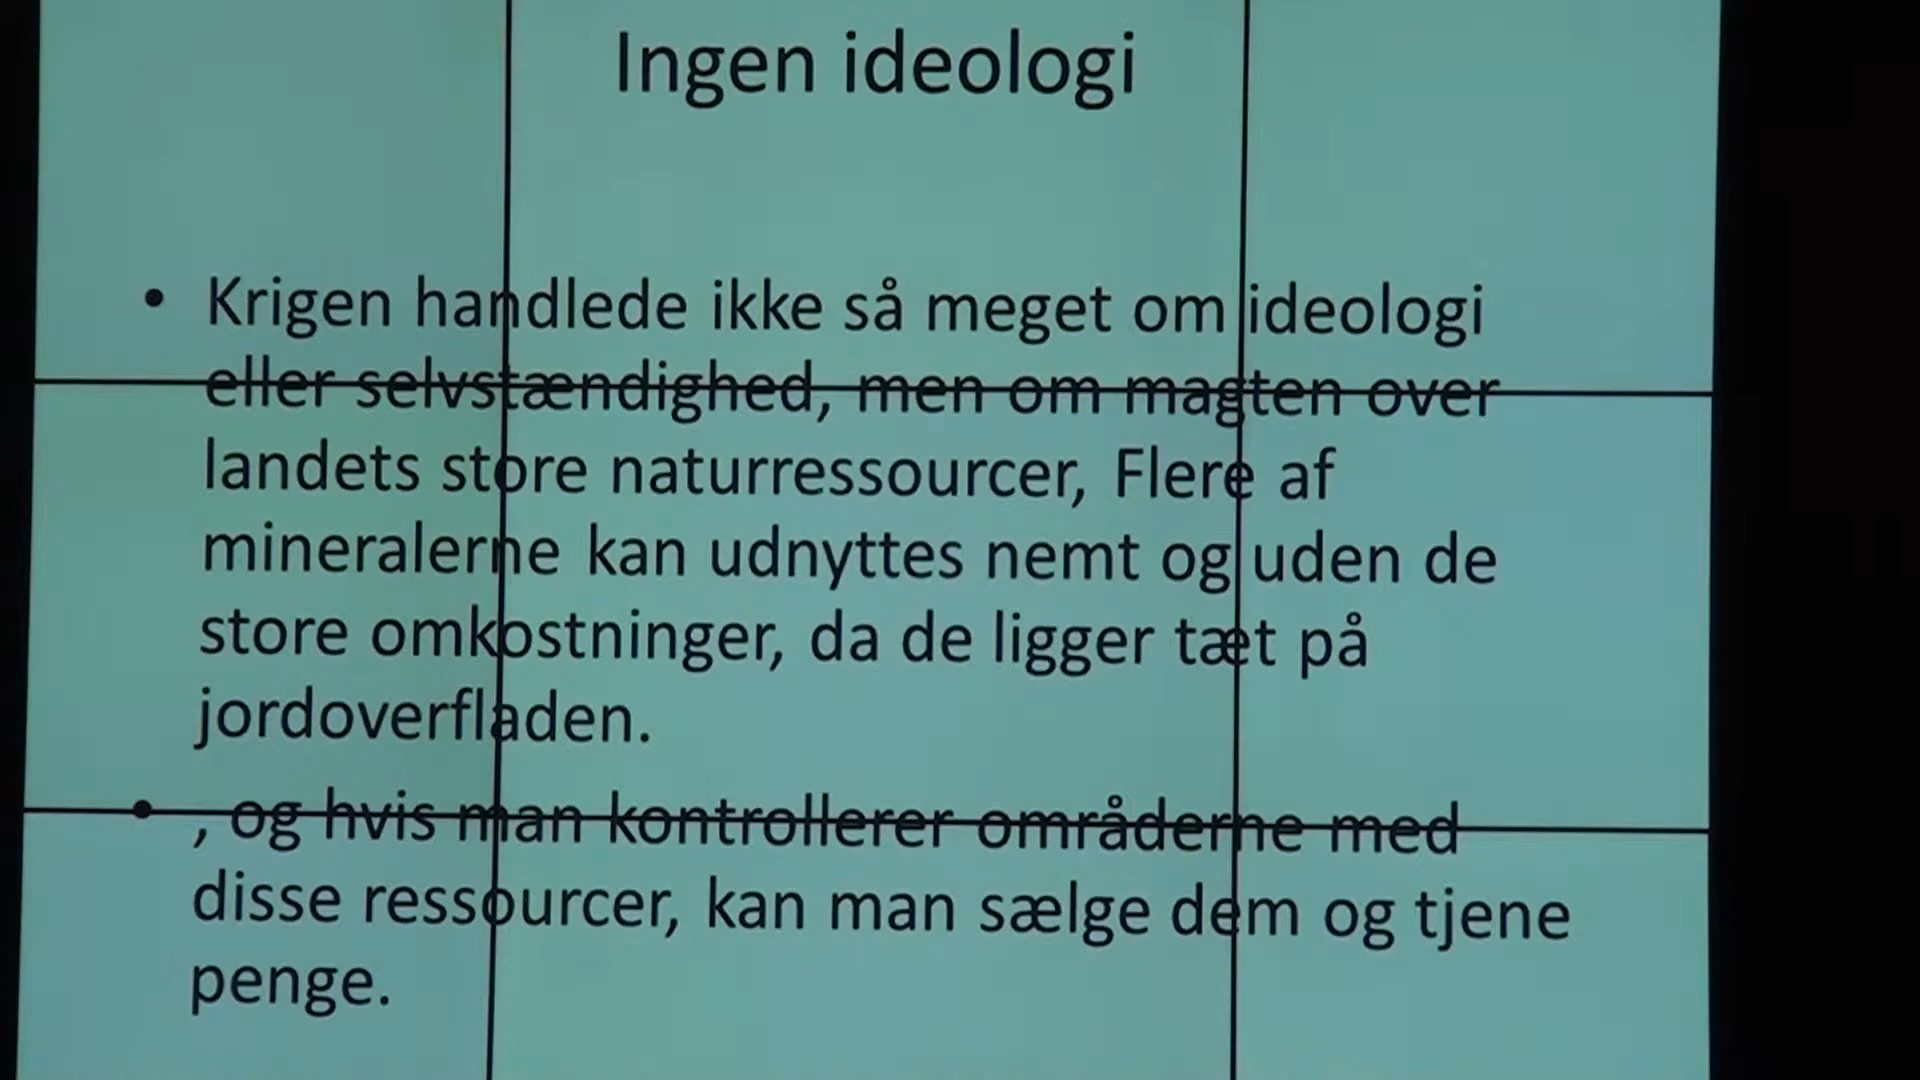 Ingen ideologi
• Krigen handlede ikke så meget om ideologi
eller selvstændighed, men om magten over
landets store naturressourcer, Flere af
mineralerne kan udnyttes nemt og uden de
store omkostninger, da de ligger tæt på
jordoverfladen.
• , og hvis man kontrollerer områderne med
disse ressourcer, kan man sælge dem og tjene
penge.